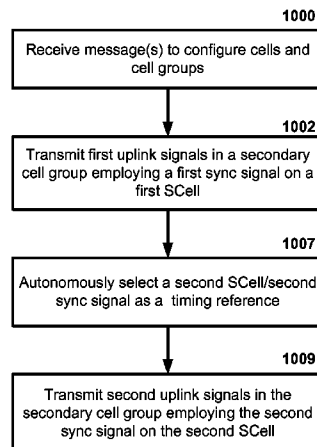 1000
Receive message(s) to configure cells and
cell groups
1002
Transmit first uplink signals in a secondary
cell group employing a first sync signal on
a first SCell
1007
Autonomously select a second SCell/second
sync signal as a timing reference
1009
Transmit second uplink signals in the
secondary cell group employing the second
sync signal on the second SCell